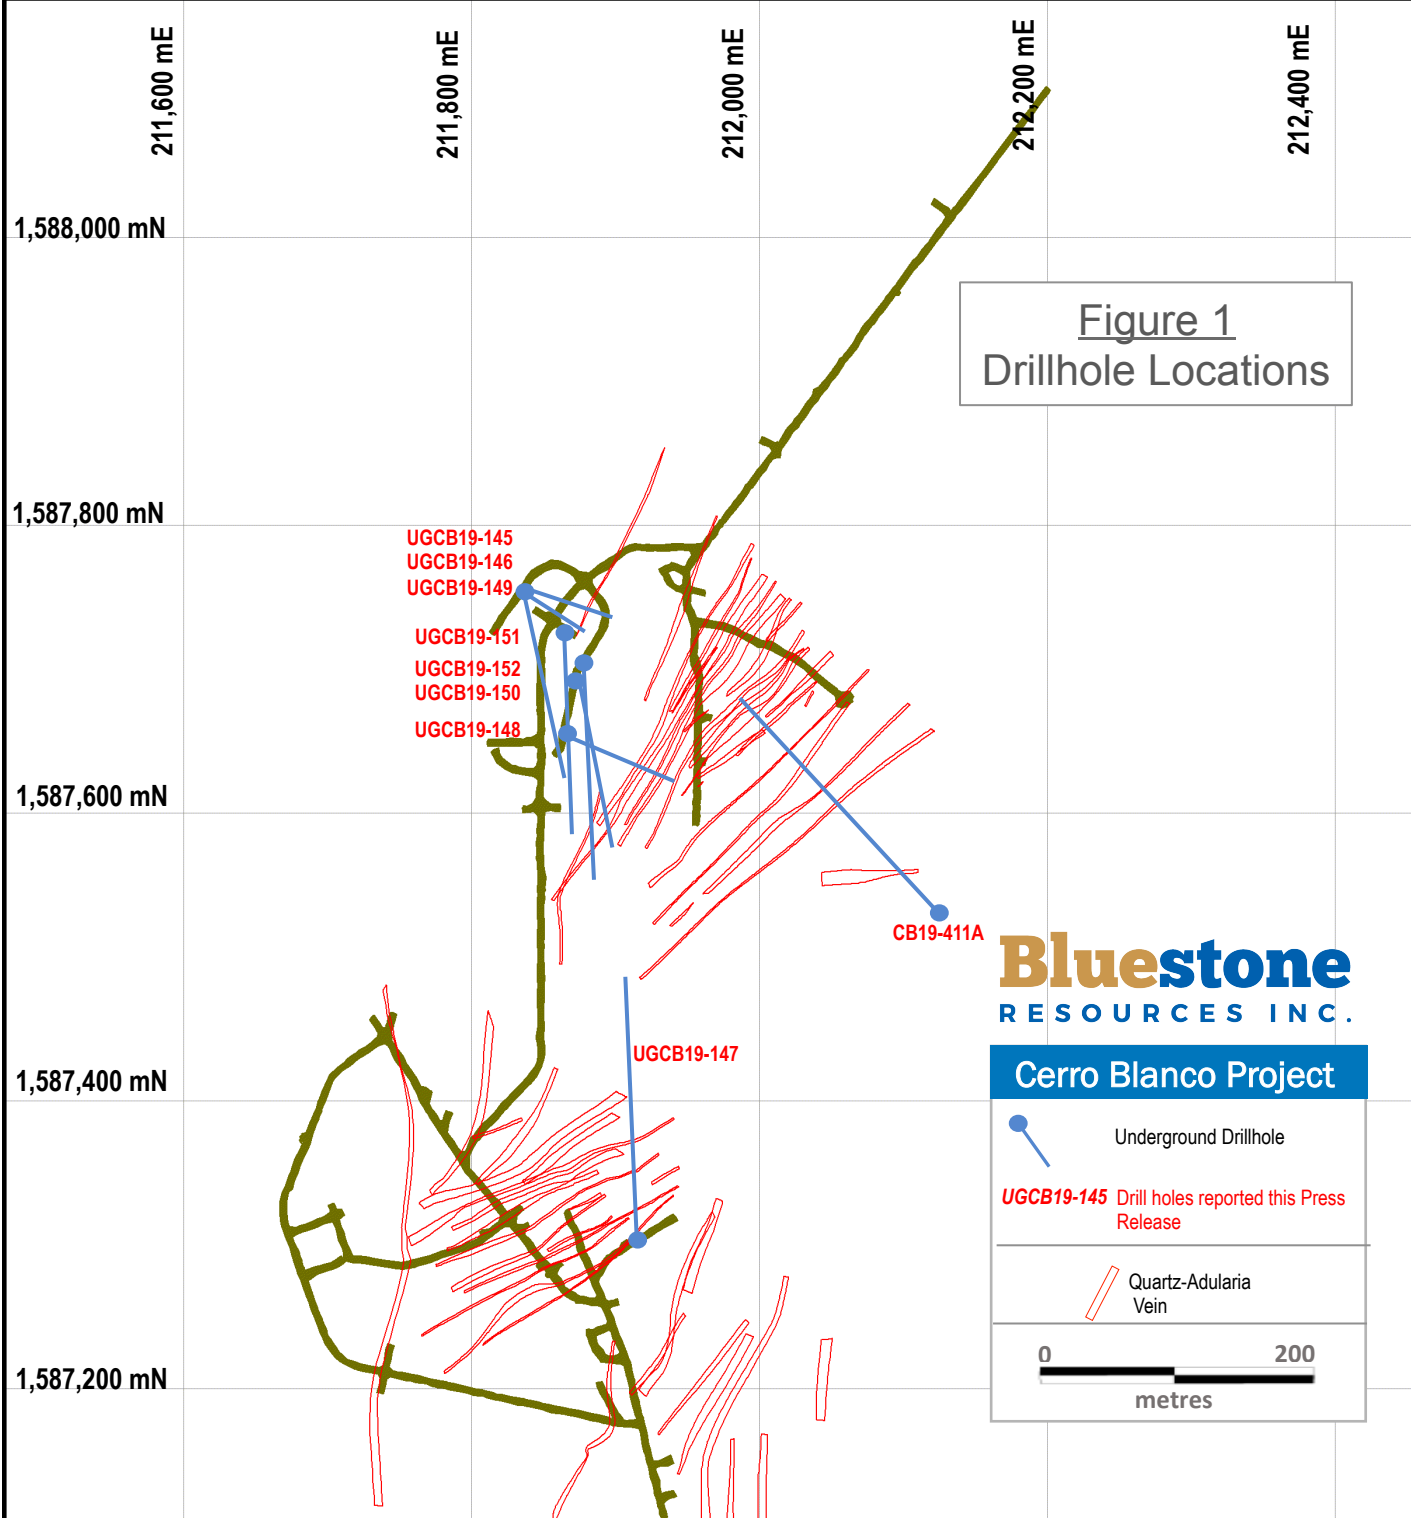 211,600 mE
211,800 mE
212,000 mE
212,200 mE
212,400 mE
1,588,000 mN
Figure 1
Drillhole Locations
1,587,800 mN
UGCB19-145
UGCB19-146
UGCB19-149
UGCB19-151
UGCB19-152
UGCB19-150
UGCB19-148
1,587,600 mN
CB19-411A
Bluestone
RESOURCES INC.
UGCB19-147
Cerro Blanco Project
1,587,400 mN
Underground Drillhole
UGCB19-145 Drill holes reported this Press
Release
Quartz-Adularia
Vein
0 200
metres
1,587,200 mN